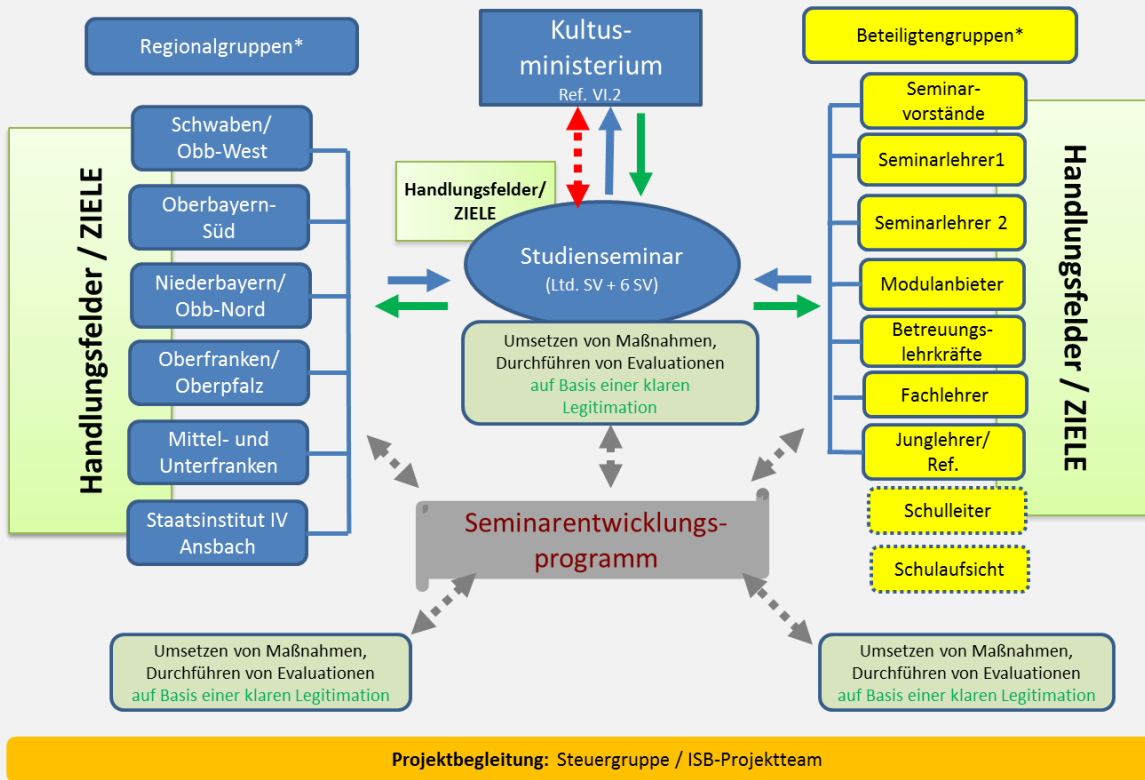 Regionalgruppen*
Kultus-
ministerium
Ref. VI.2
Beteiligtengruppen*
Handlungsfelder / ZIELE
Schwaben/
Obb-West
Oberbayern-
Süd
Niederbayern/
Obb-Nord
Oberfranken/
Oberpfalz
Mittel- und
Unterfranken
Staatsinstitut IV
Ansbach
Handlungsfelder/
ZIELE
Studienseminar
(Ltd. SV + 6 SV)
Umsetzen von Maßnahmen,
Durchführen von Evaluationen
auf Basis einer klaren
Legitimation
Seminar-
vorstände
Seminarlehrer1
Seminarlehrer 2
Modulanbieter
Betreuungs-
lehrkräfte
Fachlehrer
Junglehrer/
Ref.
Schulleiter
Schulaufsicht
Handlungsfelder / ZIELE
Seminarentwicklungs-
programm
Umsetzen von Maßnahmen,
Durchführen von Evaluationen
auf Basis einer klaren Legitimation
Umsetzen von Maßnahmen,
Durchführen von Evaluationen
auf Basis einer klaren Legitimation
Projektbegleitung: Steuergruppe / ISB-Projektteam